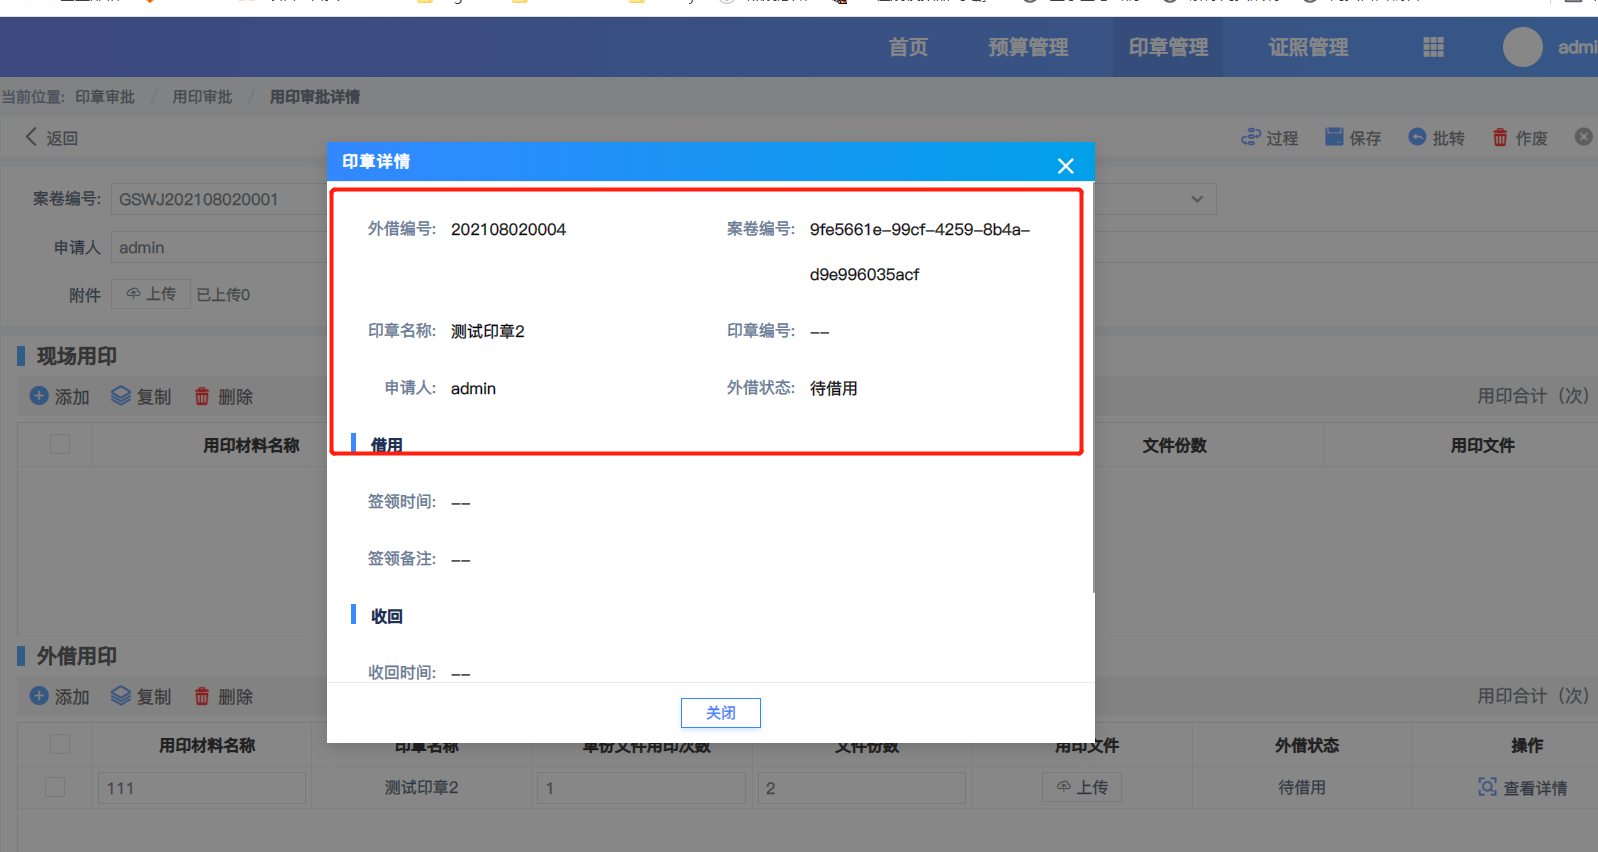 首页 预算管理 印章管理 证照管理 admi
当前位置: 印章审批 / 用印审批 / 用印审批详情
返回 过程 保存 批转 作废
印章详情
案卷编号: GSWJ202108020001
外借编号: 202108020004 案卷编号: 9fe5661e-99cf-4259-8b4a-
d9e996035acf
申请人 admin
附件 上传 已上传0
印章名称: 测试印章2 印章编号: --
现场用印
申请人: admin 外借状态: 待借用
添加 复制 删除 用印合计（次）
用印材料名称 借用 文件份数 用印文件
签领时间: --
签领备注: --
收回
外借用印
收回时间: --
添加 复制 删除 用印合计（次）
关闭
用印材料名称 印章名称 单份文件用印次数 文件份数 用印文件 外借状态 操作
111 测试印章2 1 2 上传 待借用 查看详情